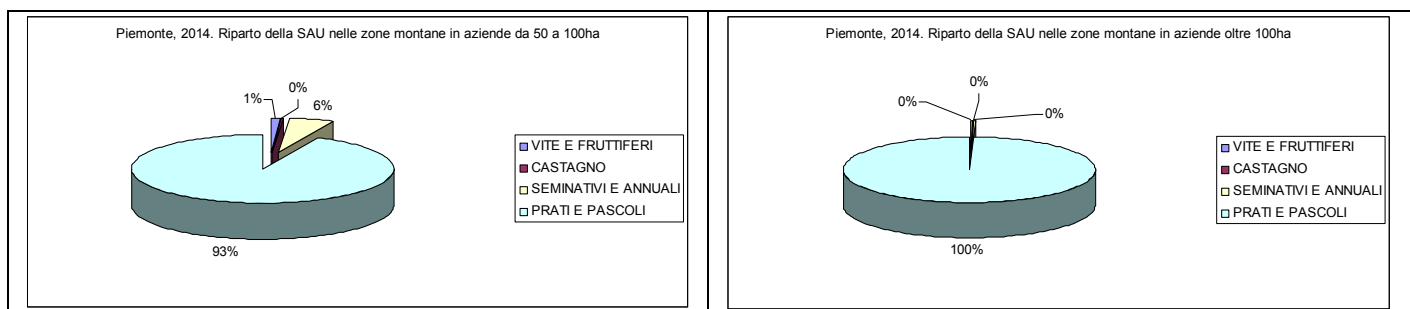 Piemonte, 2014. Riparto della SAU nelle zone montane in aziende da 50 a 100ha
1%
0%
6%
93%
VITE E FRUTTIFERI
CASTAGNO
SEMINATIVI E ANNUALI
PRATI E PASCOLI
Piemonte, 2014. Riparto della SAU nelle zone montane in aziende oltre 100ha
0%
0%
0%
100%
VITE E FRUTTIFERI
CASTAGNO
SEMINATIVI E ANNUALI
PRATI E PASCOLI